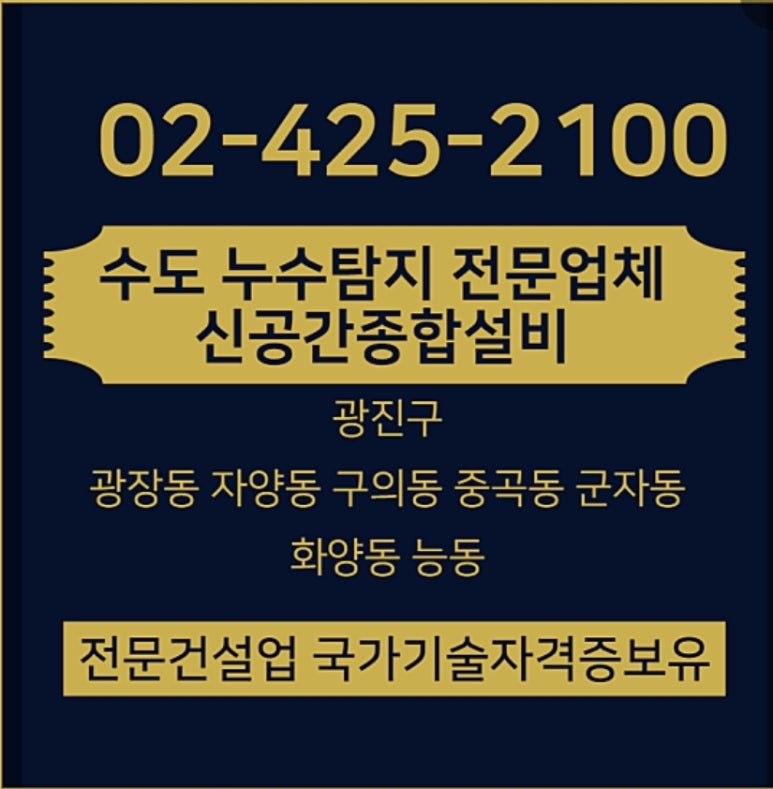 02-425-2100
수도 누수탐지 전문업체
신공간종합설비
광진구
광장동 자양동 구의동 중곡동 군자동
화양동 능동
전문건설업 국가기술자격증보유